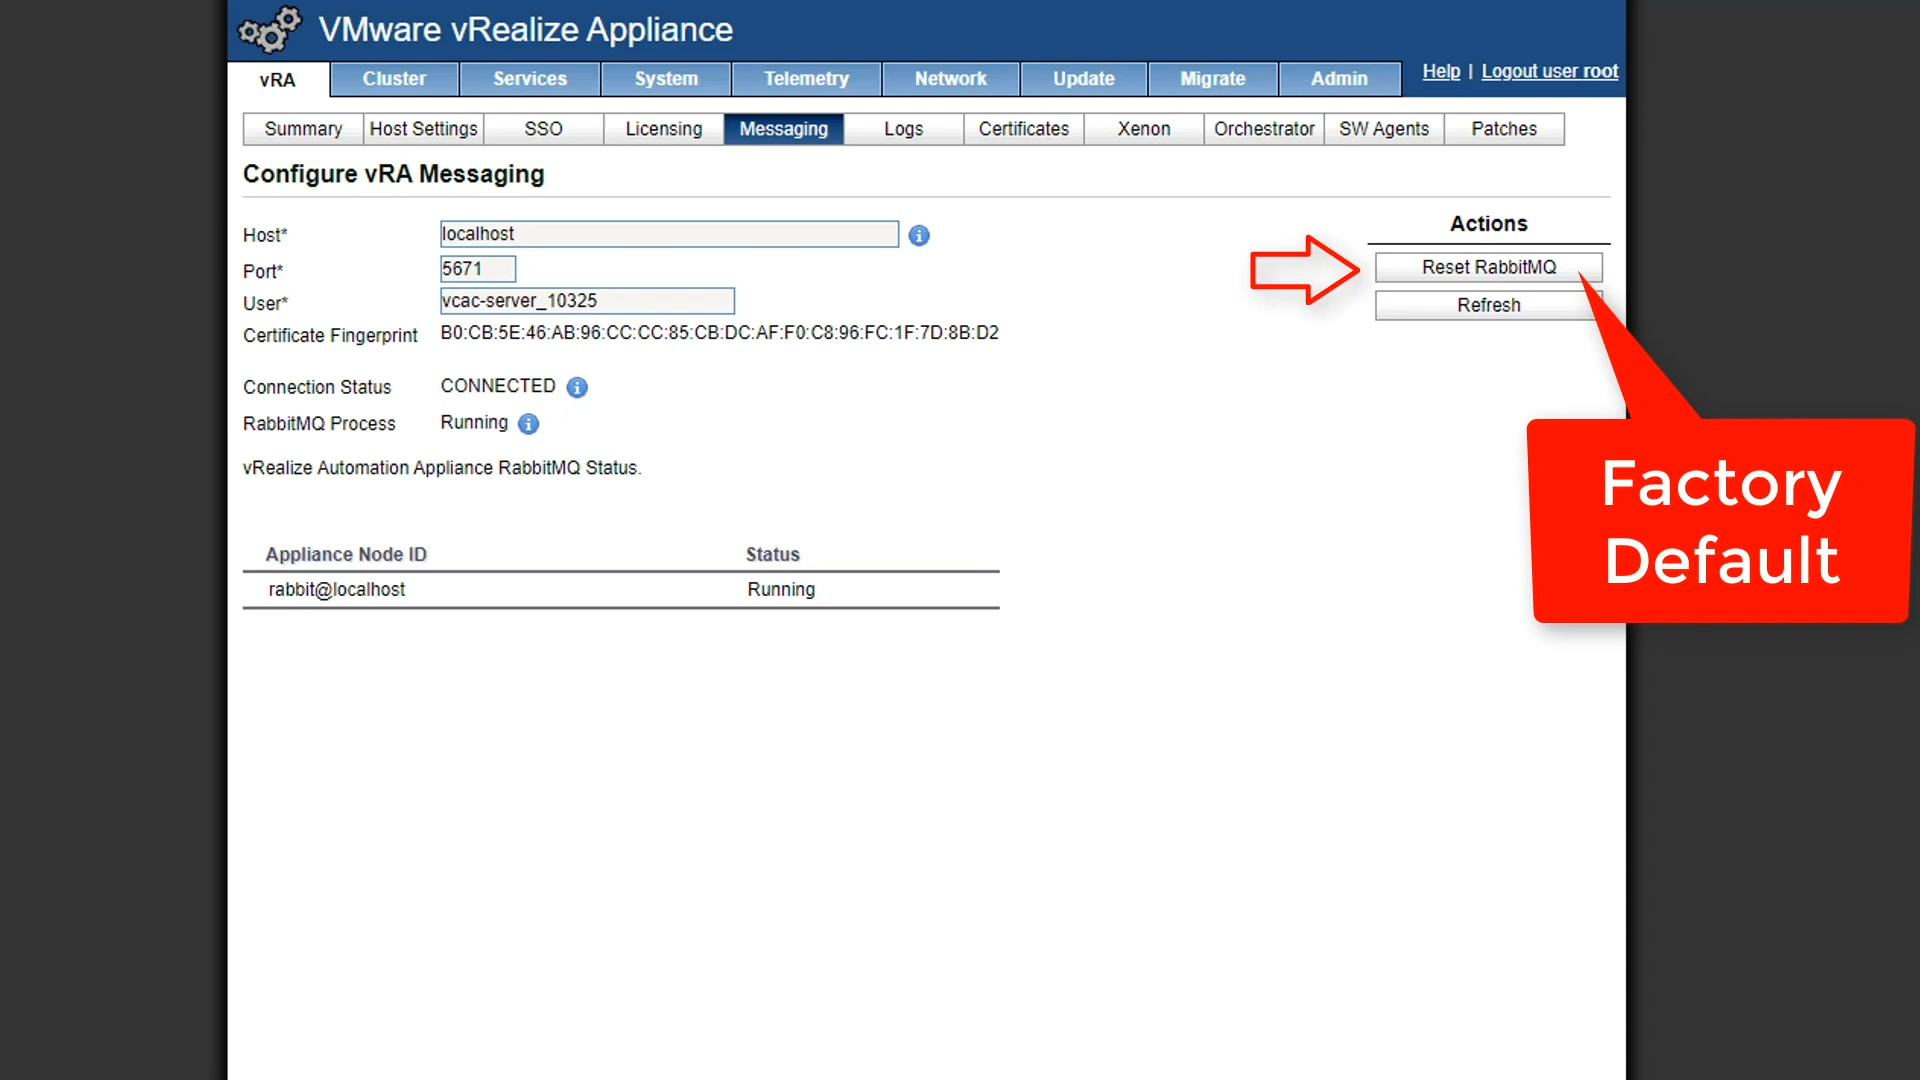 VMware vRealize Appliance
vRA Cluster Services System Telemetry Network Update Migrate Admin Help | Logout user root
Summary Host Settings SSO Licensing Messaging Logs Certificates Xenon Orchestrator SW Agents Patches
Configure vRA Messaging
Actions
Host* localhost
Reset RabbitMQ
Port* 5671
Refresh
User* vcac-server_10325
Certificate Fingerprint B0:CB:5E:46:AB:96:CC:CC:85:CB:DC:AF:F0:C8:96:FC:1F:7D:8B:D2
Connection Status CONNECTED
RabbitMQ Process Running
vRealize Automation Appliance RabbitMQ Status.
Factory
Default
Appliance Node ID Status
rabbit@localhost Running